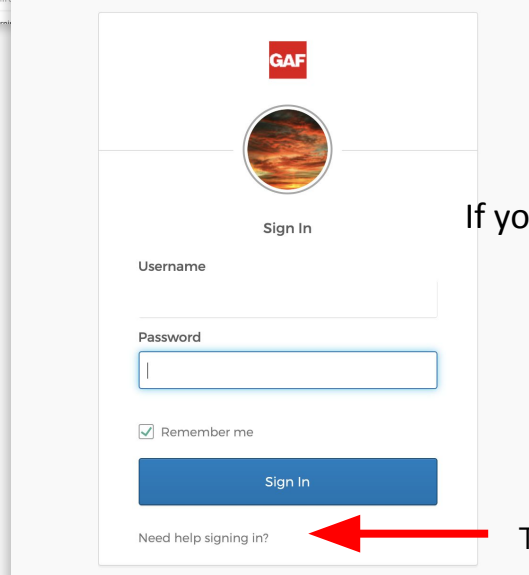 GAF
If yo
Sign In
Username
Password
Remember me
Sign In
Need help signing in?
T